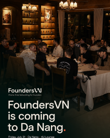 FoundersVN
FoundersVN
is coming
to Da Nang.